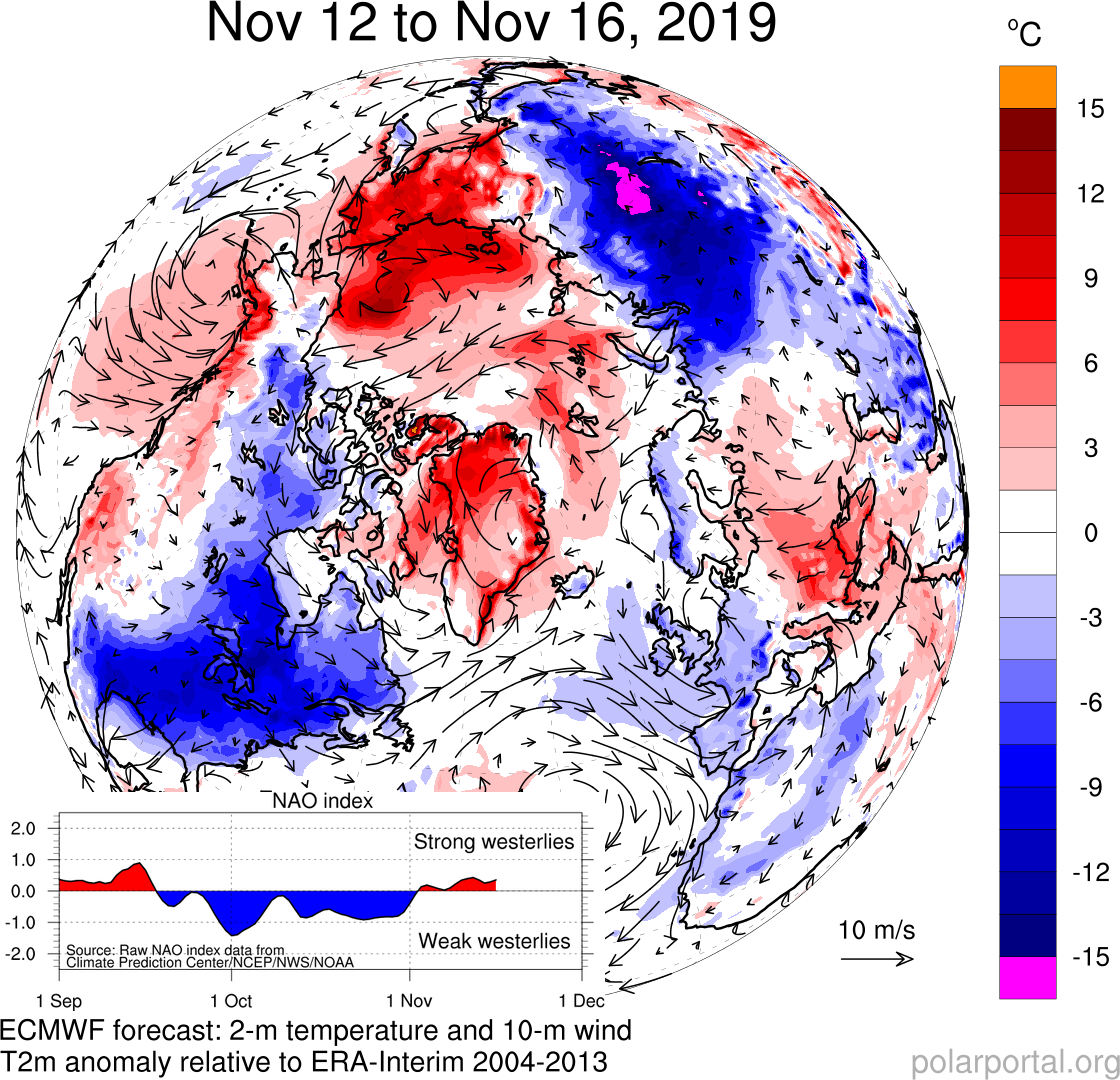 Nov 12 to Nov 16, 2019
°C
15
12
9
6
3
0
-3
-6
-9
-12
-15
NAO index
2.0
1.0
0.0
-1.0
-2.0
Strong westerlies
Weak westerlies
Source: Raw NAO index data from
Climate Prediction Center/NCEP/NWS/NOAA
1 Sep 1 Oct 1 Nov 1 Dec
10 m/s
ECMWF forecast: 2-m temperature and 10-m wind
T2m anomaly relative to ERA-Interim 2004-2013
polarportal.org